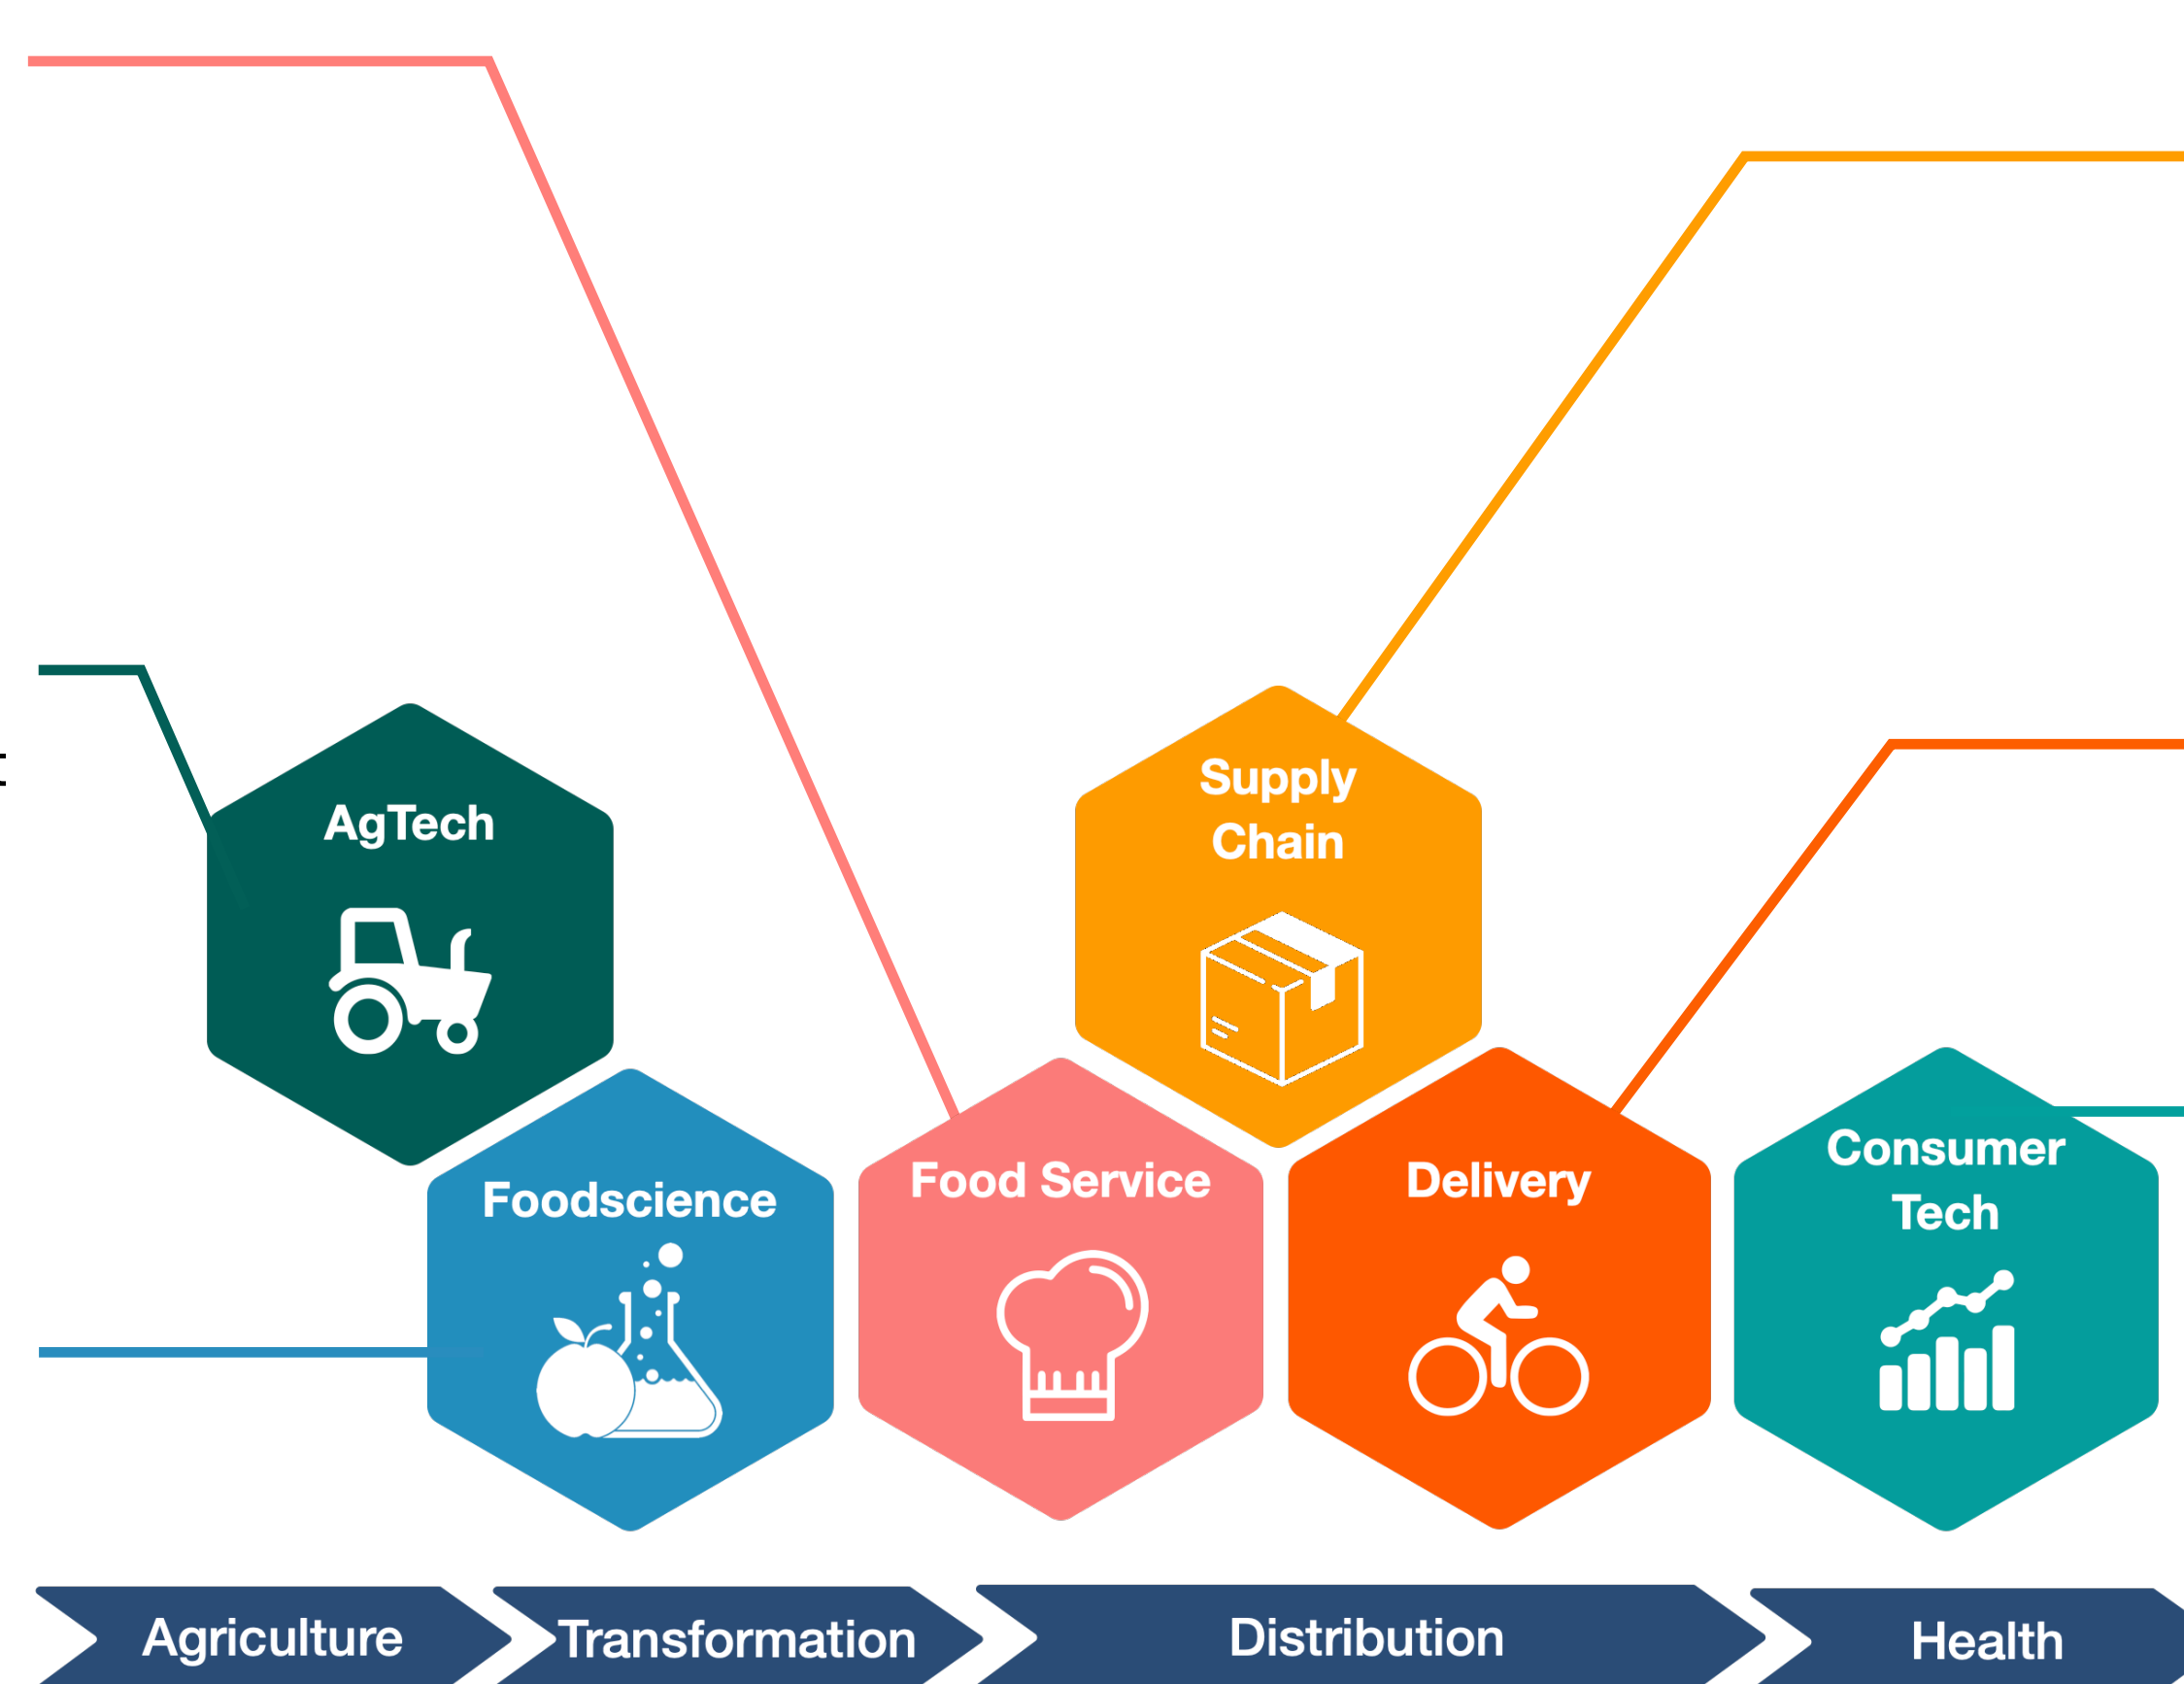 AgTech
Supply
Chain
Foodscience
Food Service
Delivery
Consumer
Tech
Agriculture
Transformation
Distribution
Health